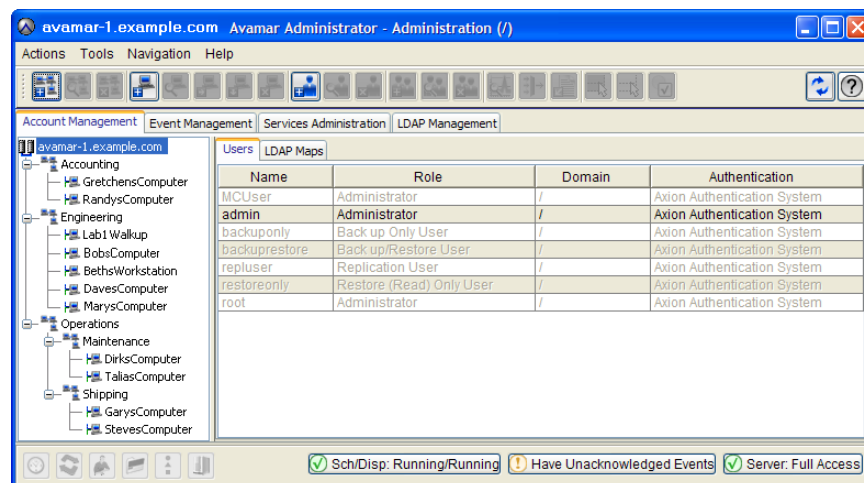 avamar-1.example.com Avamar Administrator - Administration (/)
Actions Tools Navigation Help
Account Management Event Management Services Administration LDAP Management
avamar-1.example.com
Accounting
GretchensComputer
RandysComputer
Engineering
Lab1 Walkup
BobsComputer
BethsWorkstation
DavesComputer
MarysComputer
Operations
Maintenance
DirksComputer
TaliasComputer
Shipping
GarysComputer
StevesComputer
Users LDAP Maps
Name Role Domain Authentication
MCUser Administrator / Axion Authentication System
admin Administrator / Axion Authentication System
backuponly Back up Only User / Axion Authentication System
backuprestore Back up/Restore User / Axion Authentication System
repluser Replication User / Axion Authentication System
restoreonly Restore (Read) Only User / Axion Authentication System
root Administrator / Axion Authentication System
Sch/Disp: Running/Running Have Unacknowledged Events Server: Full Access